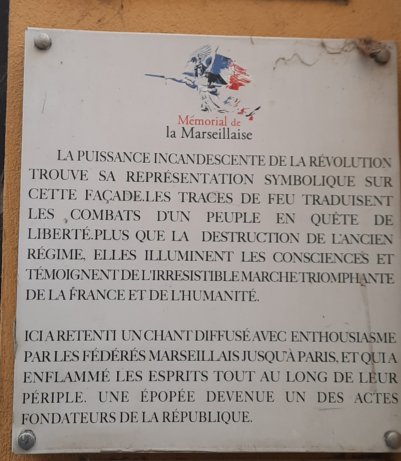 Mémorial de
la Marseillaise
LA PUISSANCE INCANDESCENTE DE LA RÉVOLUTION
TROUVE SA REPRÉSENTATION SYMBOLIQUE SUR
CETTE FAÇADE.LES TRACES DE FEU TRADUISENT
LES COMBATS D'UN PEUPLE EN QUÊTE DE
LIBERTÉ.PLUS QUE LA DESTRUCTION DE L'ANCIEN
RÉGIME, ELLES ILLUMINENT LES CONSCIENCES ET
TÉMOIGNENT DE L'IRRESISTIBLE MARCHE TRIOMPHANTE
DE LA FRANCE ET DE L'HUMANITÉ.
ICI A RETENTI UN CHANT DIFFUSÉ AVEC ENTHOUSIASME
PAR LES FÉDÉRÉS MARSEILLAIS JUSQU'À PARIS, ET QUI A
ENFLAMMÉ LES ESPRITS TOUT AU LONG DE LEUR
PÉRIPLE. UNE ÉPOPÉE DEVENUE UN DES ACTES
FONDATEURS DE LA RÉPUBLIQUE.